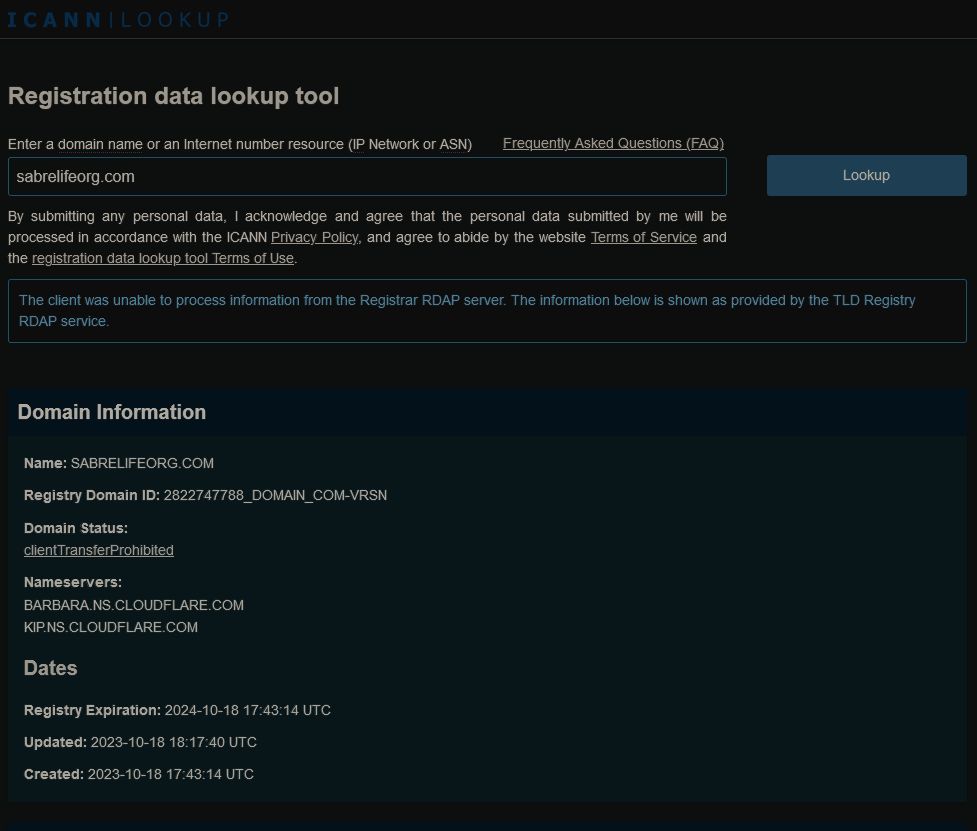 ICANN|LOOKUP
Registration data lookup tool
Enter a domain name or an Internet number resource (IP Network or ASN)
Frequently Asked Questions (FAQ)
sabrelifeorg.com
Lookup
By submitting any personal data, I acknowledge and agree that the personal data submitted by me will be
processed in accordance with the ICANN Privacy Policy, and agree to abide by the website Terms of Service and
the registration data lookup tool Terms of Use.
The client was unable to process information from the Registrar RDAP server. The information below is shown as provided by the TLD Registry
RDAP service.
Domain Information
Name: SABRELIFEORG.COM
Registry Domain ID: 2822747788_DOMAIN_COM-VRSN
Domain Status:
clientTransferProhibited
Nameservers:
BARBARA.NS.CLOUDFLARE.COM
KIP.NS.CLOUDFLARE.COM
Dates
Registry Expiration: 2024-10-18 17:43:14 UTC
Updated: 2023-10-18 18:17:40 UTC
Created: 2023-10-18 17:43:14 UTC